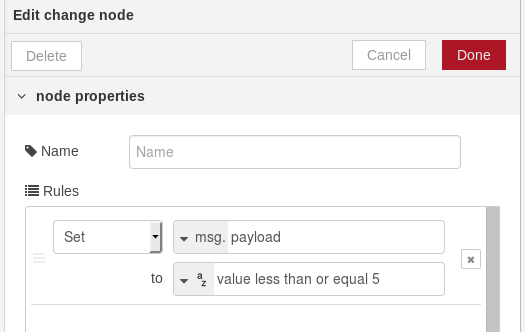 Edit change node
Delete Cancel Done
node properties
Name Name
Rules
Set msg. payload
to az value less than or equal 5